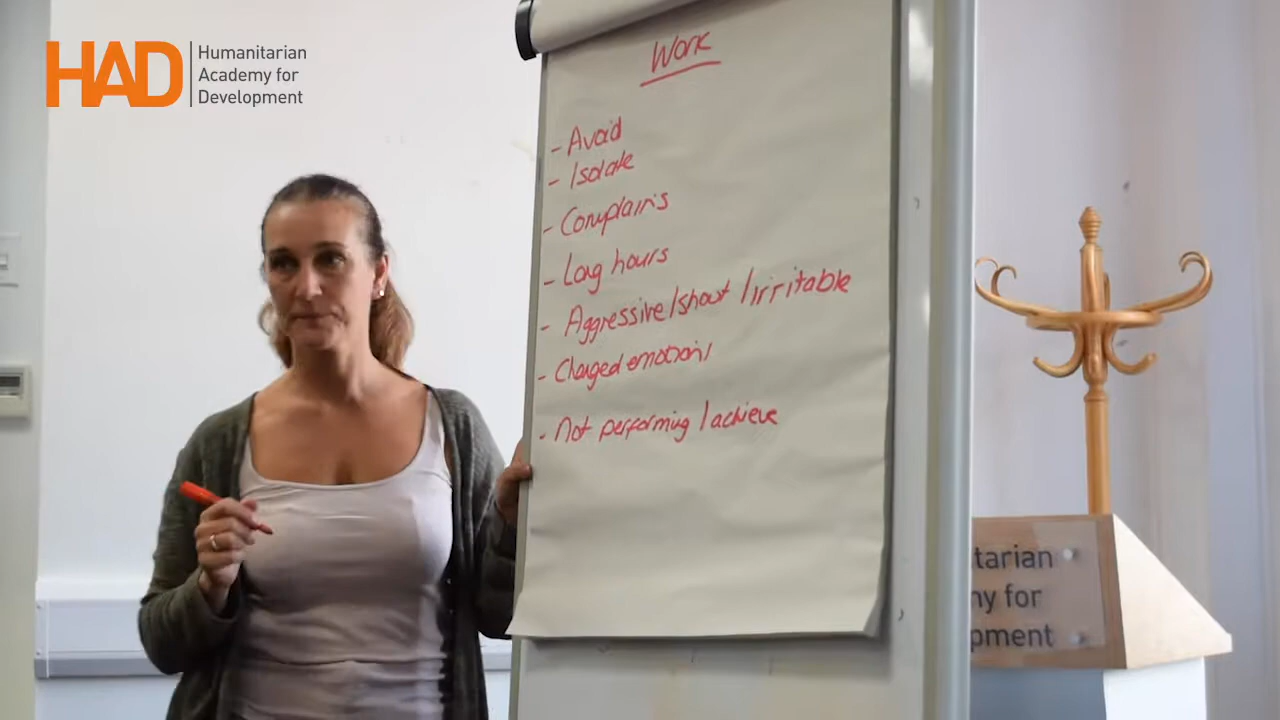 HAD
Humanitarian
Academy for
Development
Work
- Avoid
- Isolate
- Complains
- Long hours
- Aggressive/shout/irritable
- Changed emotions
- Not performing/achieve
tarian
ny for
pment